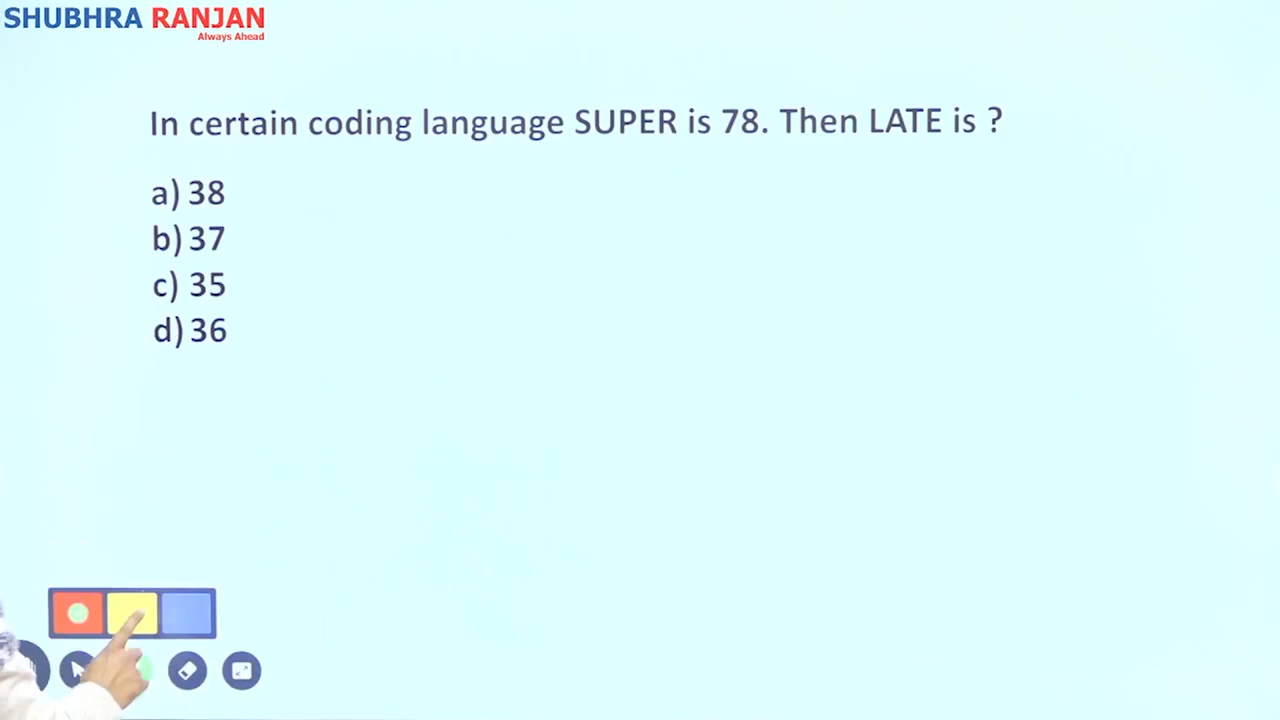 SHUBHRA RANJAN
Always Ahead
In certain coding language SUPER is 78. Then LATE is ?
a) 38
b) 37
c) 35
d) 36